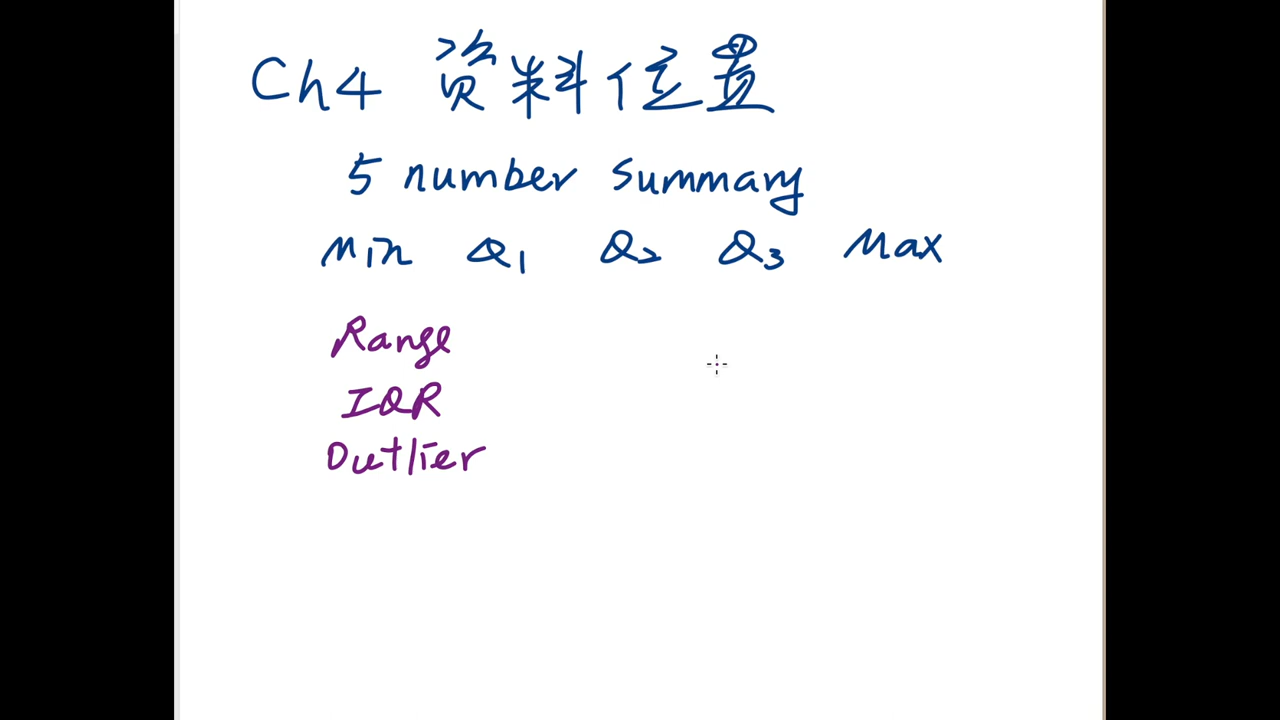 Ch4 资料位置
5 number summary
Min Q1 Q2 Q3 Max
Range
IQR
Outlier